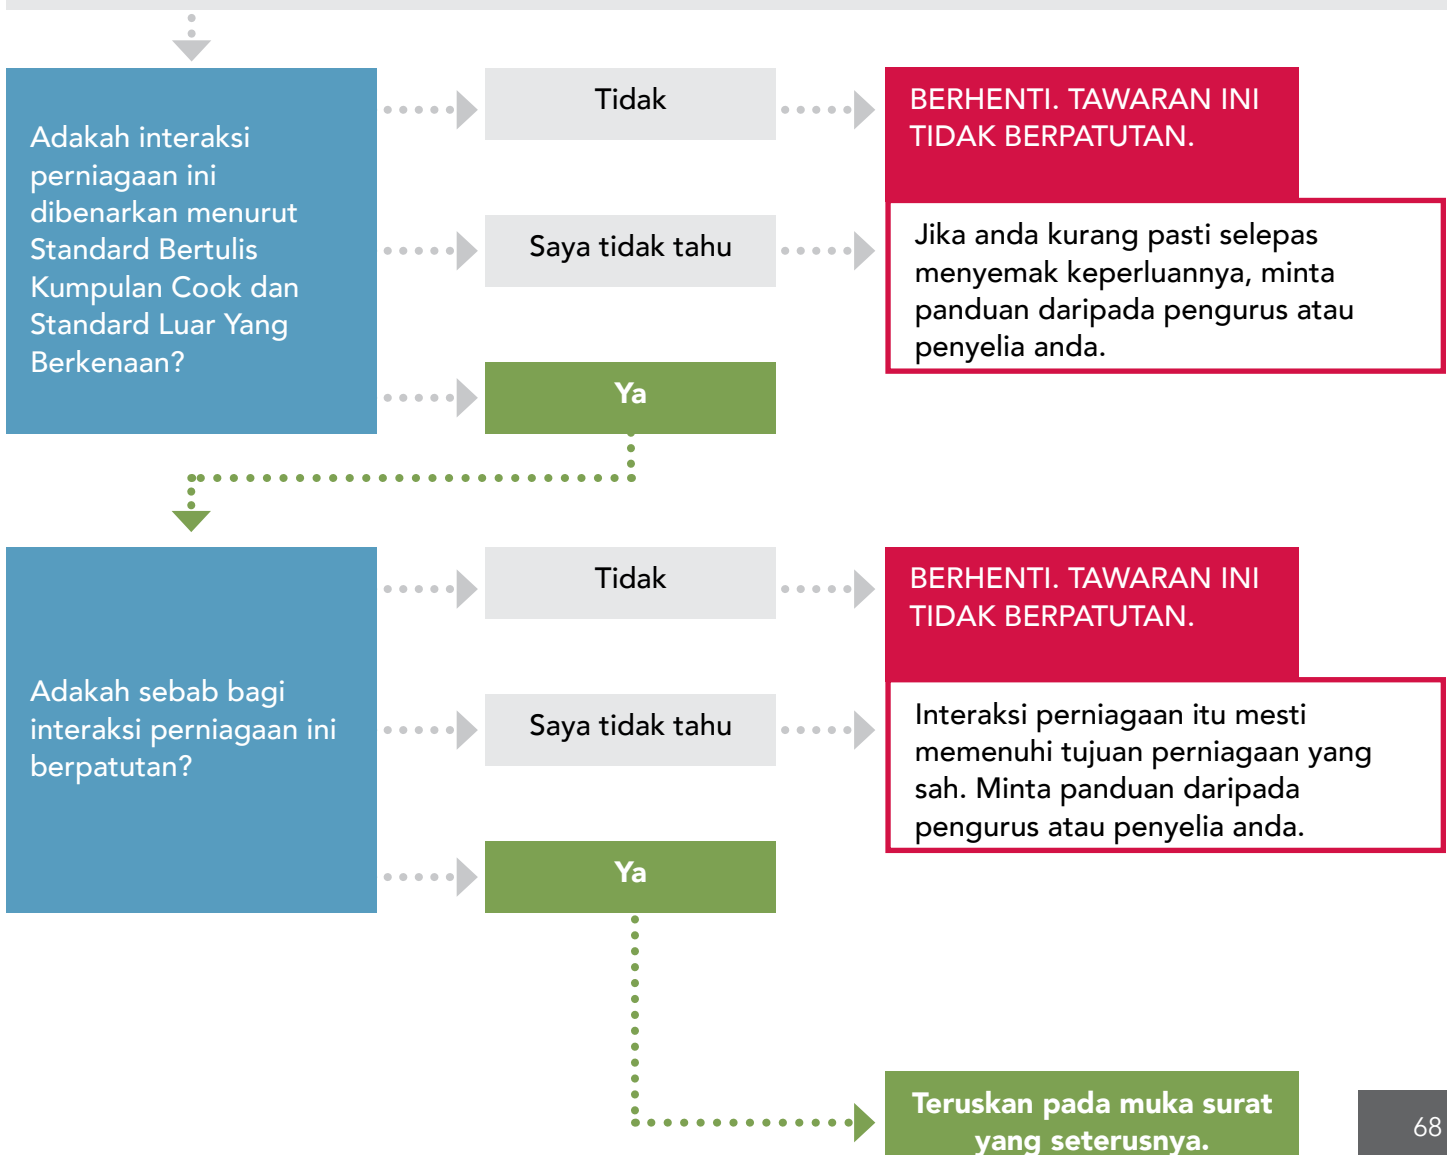 Adakah interaksi
perniagaan ini
dibenarkan menurut
Standard Bertulis
Kumpulan Cook dan
Standard Luar Yang
Berkenaan?
Tidak
BERHENTI. TAWARAN INI
TIDAK BERPATUTAN.
Saya tidak tahu
Jika anda kurang pasti selepas
menyemak keperluannya, minta
panduan daripada pengurus atau
penyelia anda.
Ya
Adakah sebab bagi
interaksi perniagaan ini
berpatutan?
Tidak
BERHENTI. TAWARAN INI
TIDAK BERPATUTAN.
Saya tidak tahu
Interaksi perniagaan itu mesti
memenuhi tujuan perniagaan yang
sah. Minta panduan daripada
pengurus atau penyelia anda.
Ya
Teruskan pada muka surat
yang seterusnya.
68